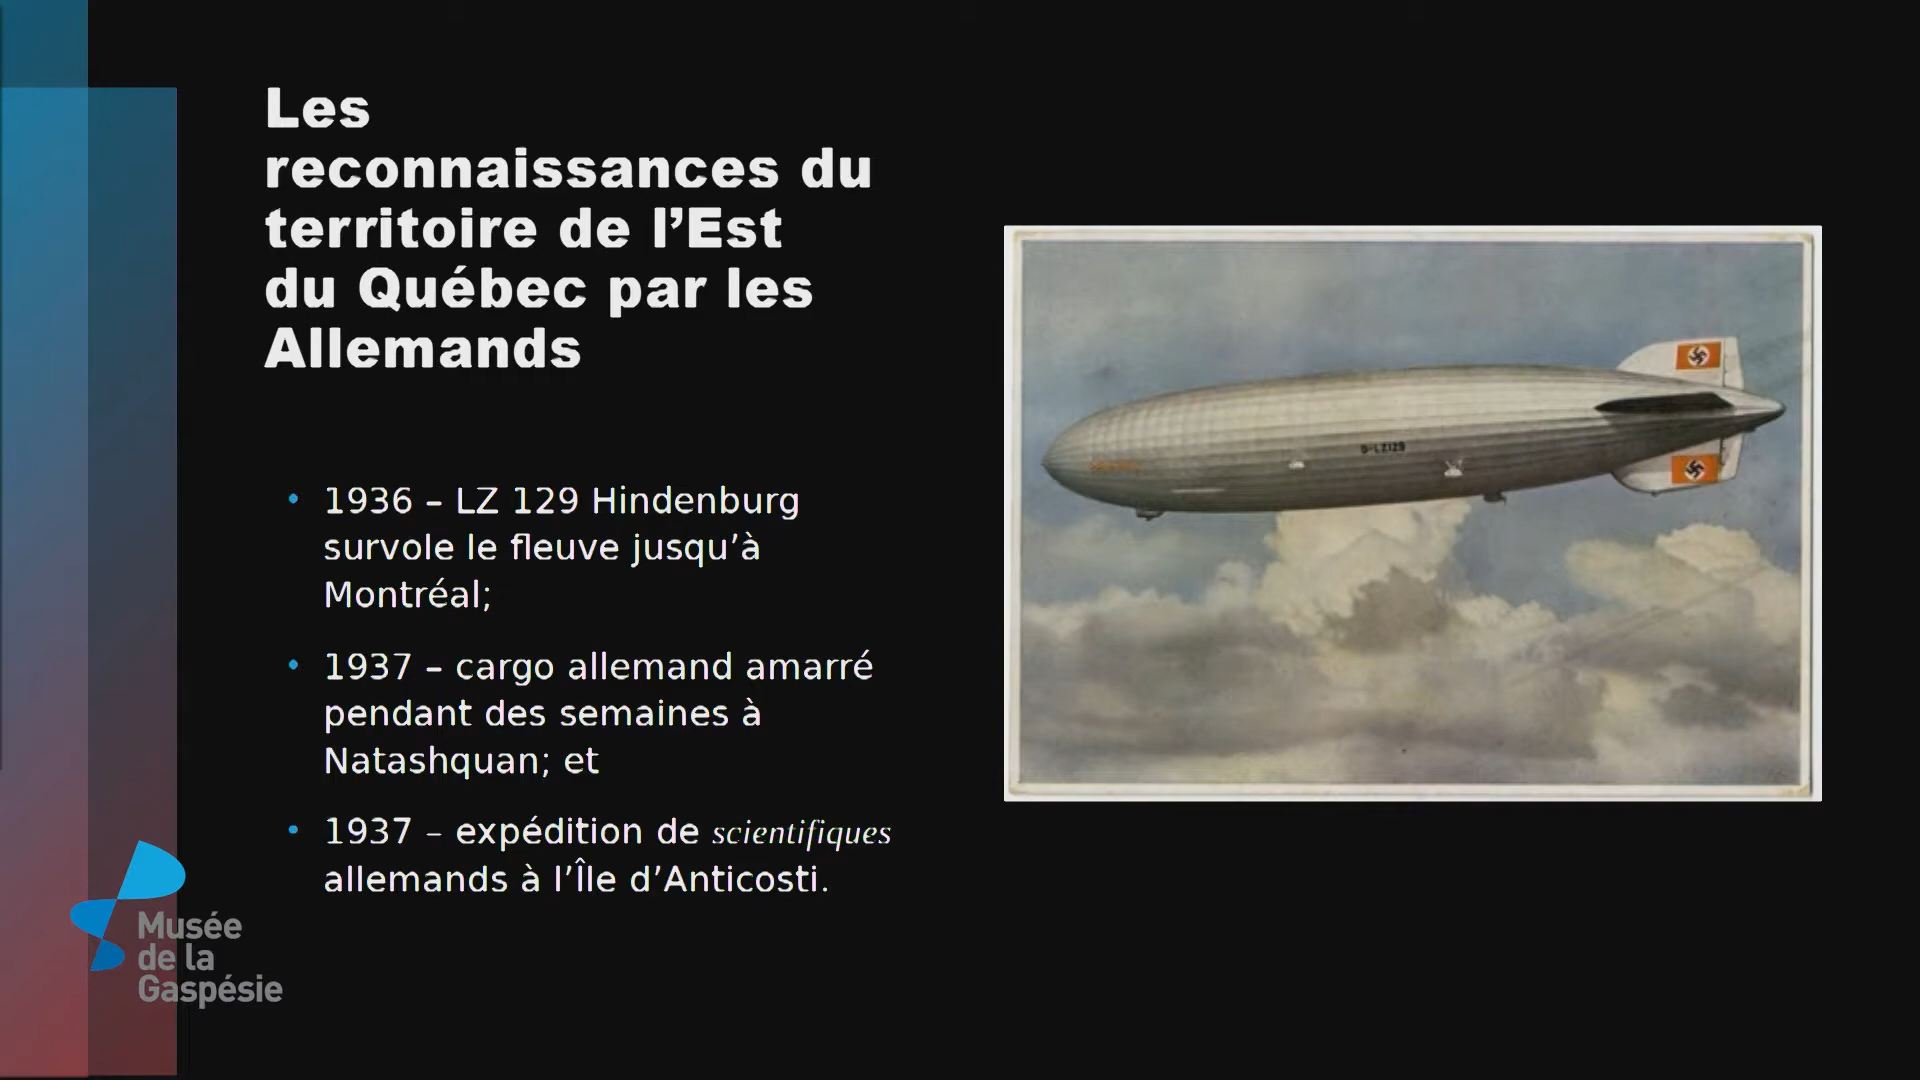 Les
reconnaissances du
territoire de l’Est
du Québec par les
Allemands
• 1936 – LZ 129 Hindenburg
survole le fleuve jusqu’à
Montréal;
• 1937 – cargo allemand amarré
pendant des semaines à
Natashquan; et
• 1937 – expédition de scientifiques
allemands à l’Île d’Anticosti.
D-LZ129
Musée
de la
Gaspésie